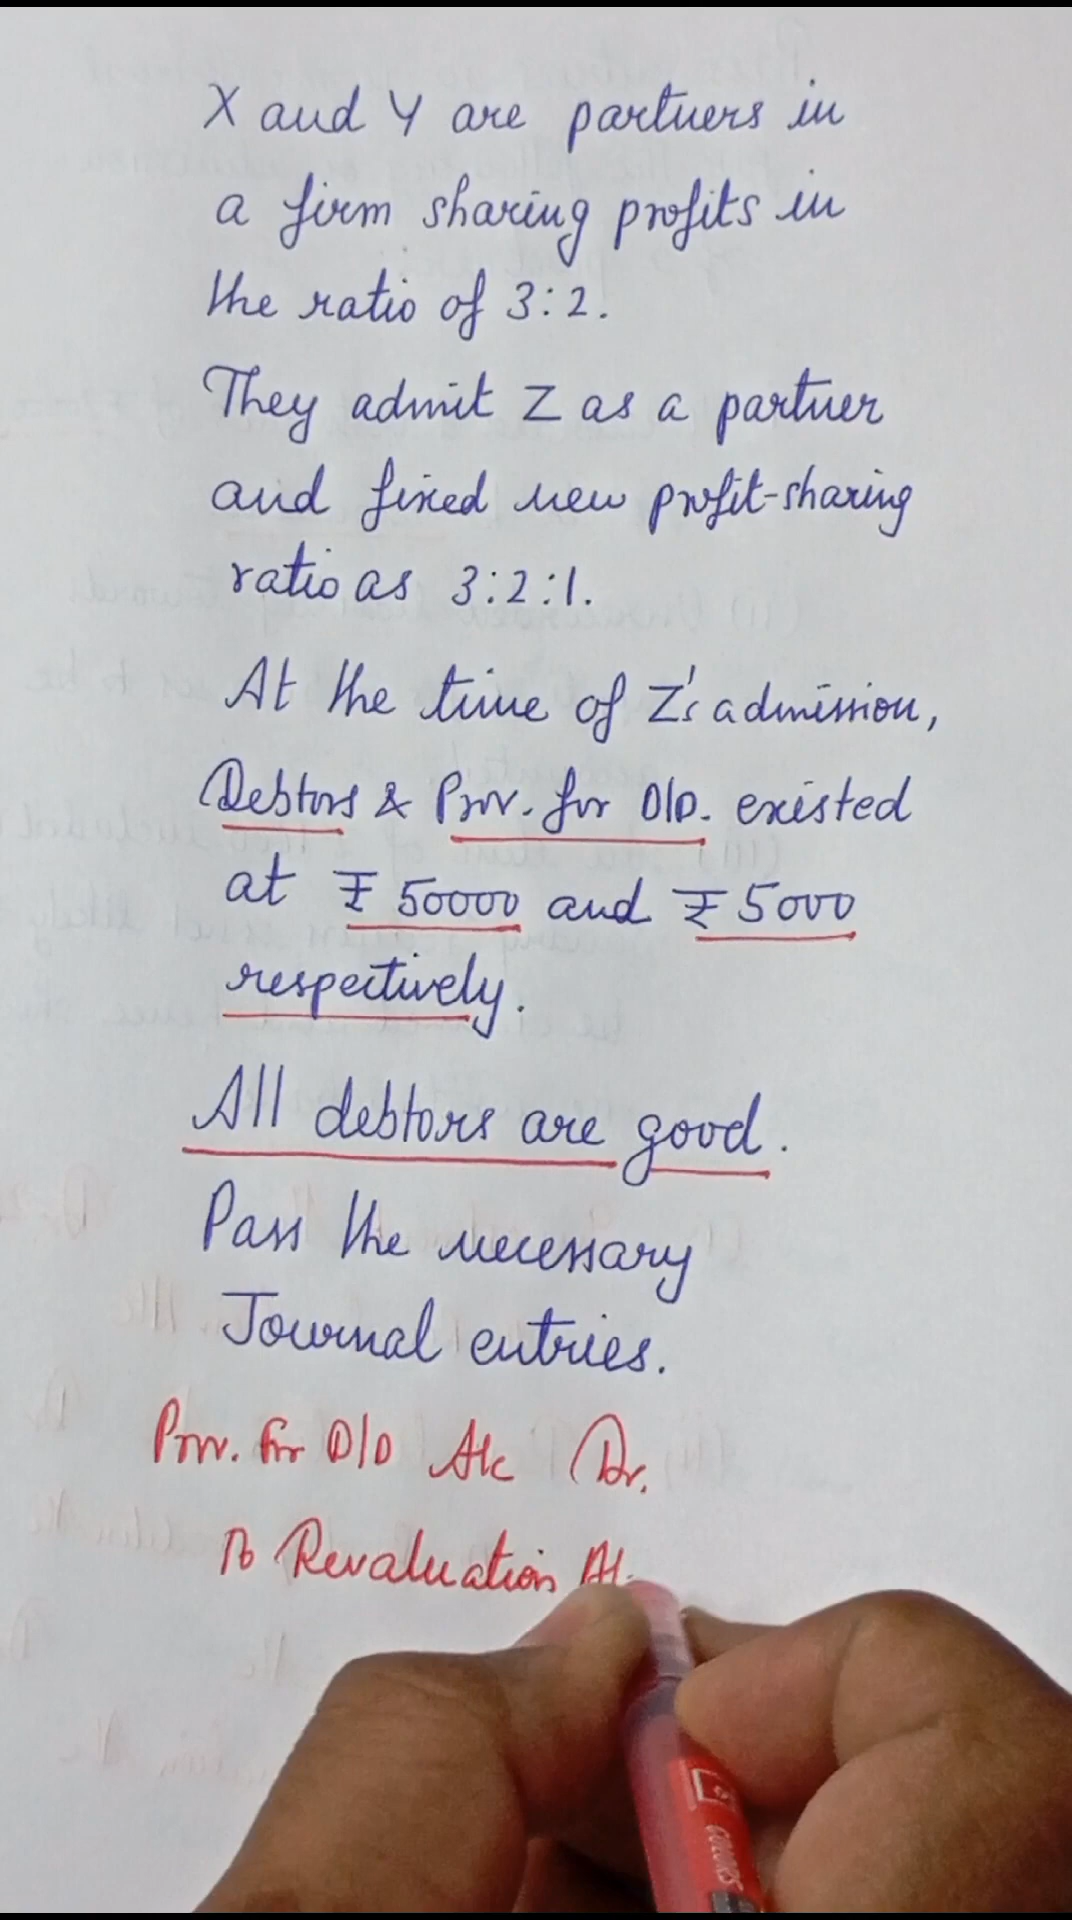 X and Y are partners in
a firm sharing profits in
the ratio of 3:2.
They admit Z as a partner
and fixed new profit-sharing
ratio as 3:2:1.
At the time of Z's admission,
Debtors & Prov. for D/D. existed
at ₹ 50000 and ₹ 5000
respectively.
All debtors are good.
Pass the necessary
Journal entries.
Prov. for D/D A/c Dr.
To Revaluation A/
COLORS